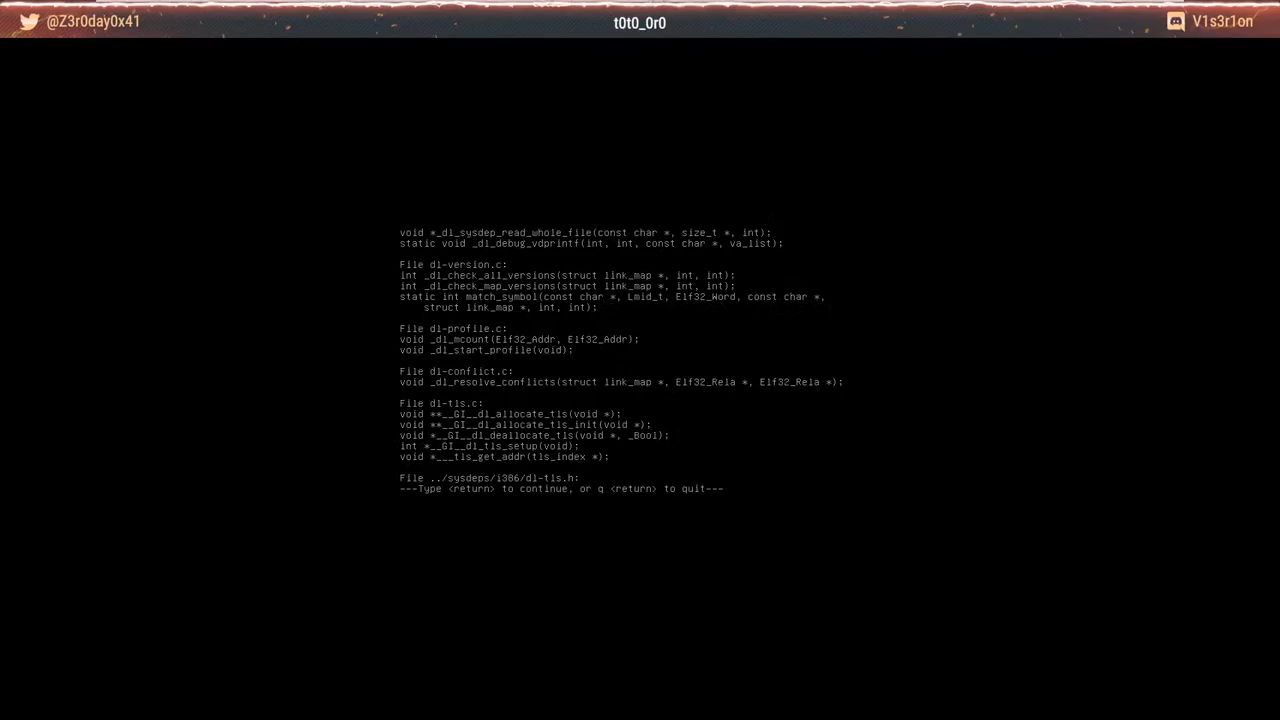 @Z3r0day0x41
t0t0_0r0
V1s3r1on
void *_dl_sysdep_read_whole_file(const char *, size_t *, int);
static void _dl_debug_vdprintf(int, int, const char *, va_list);
File dl-version.c:
int _dl_check_all_versions(struct link_map *, int, int);
int _dl_check_map_versions(struct link_map *, int, int);
static int match_symbol(const char *, Lmid_t, Elf32_Word, const char *,
struct link_map *, int, int);
File dl-profile.c:
void _dl_mcount(Elf32_Addr, Elf32_Addr);
void _dl_start_profile(void);
File dl-conflict.c:
void _dl_resolve_conflicts(struct link_map *, Elf32_Rela *, Elf32_Rela *);
File dl-tls.c:
void **__GI__dl_allocate_tls(void *);
void **__GI__dl_allocate_tls_init(void *);
void *__GI__dl_deallocate_tls(void *, _Bool);
int *__GI__dl_tls_setup(void);
void *___tls_get_addr(tls_index *);
File ../sysdeps/i386/dl-tls.h:
---Type <return> to continue, or q <return> to quit---